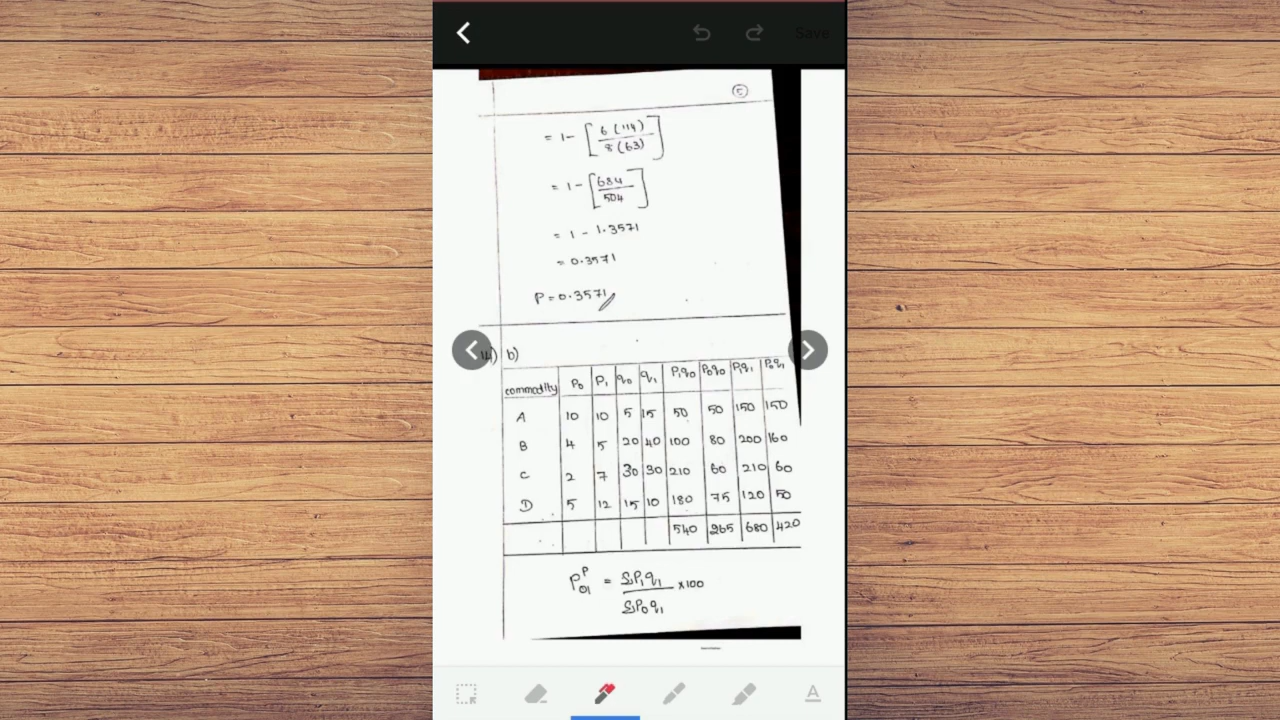 Save
5
= 1 - [6(114) / 8(63)]
= 1 - [684 / 504]
= 1 - 1.3571
= 0.3571
P = 0.3571
14) b)
commodity P0 P1 q0 q1 P1q0 P0q0 P1q1 P0q1
A 10 10 5 15 50 50 150 150
B 4 5 20 40 100 80 200 160
C 2 7 30 30 210 60 210 60
D 5 12 15 10 180 75 120 50
540 265 680 420
P01^P = ΣP1q1 / ΣP0q1 ×100
A